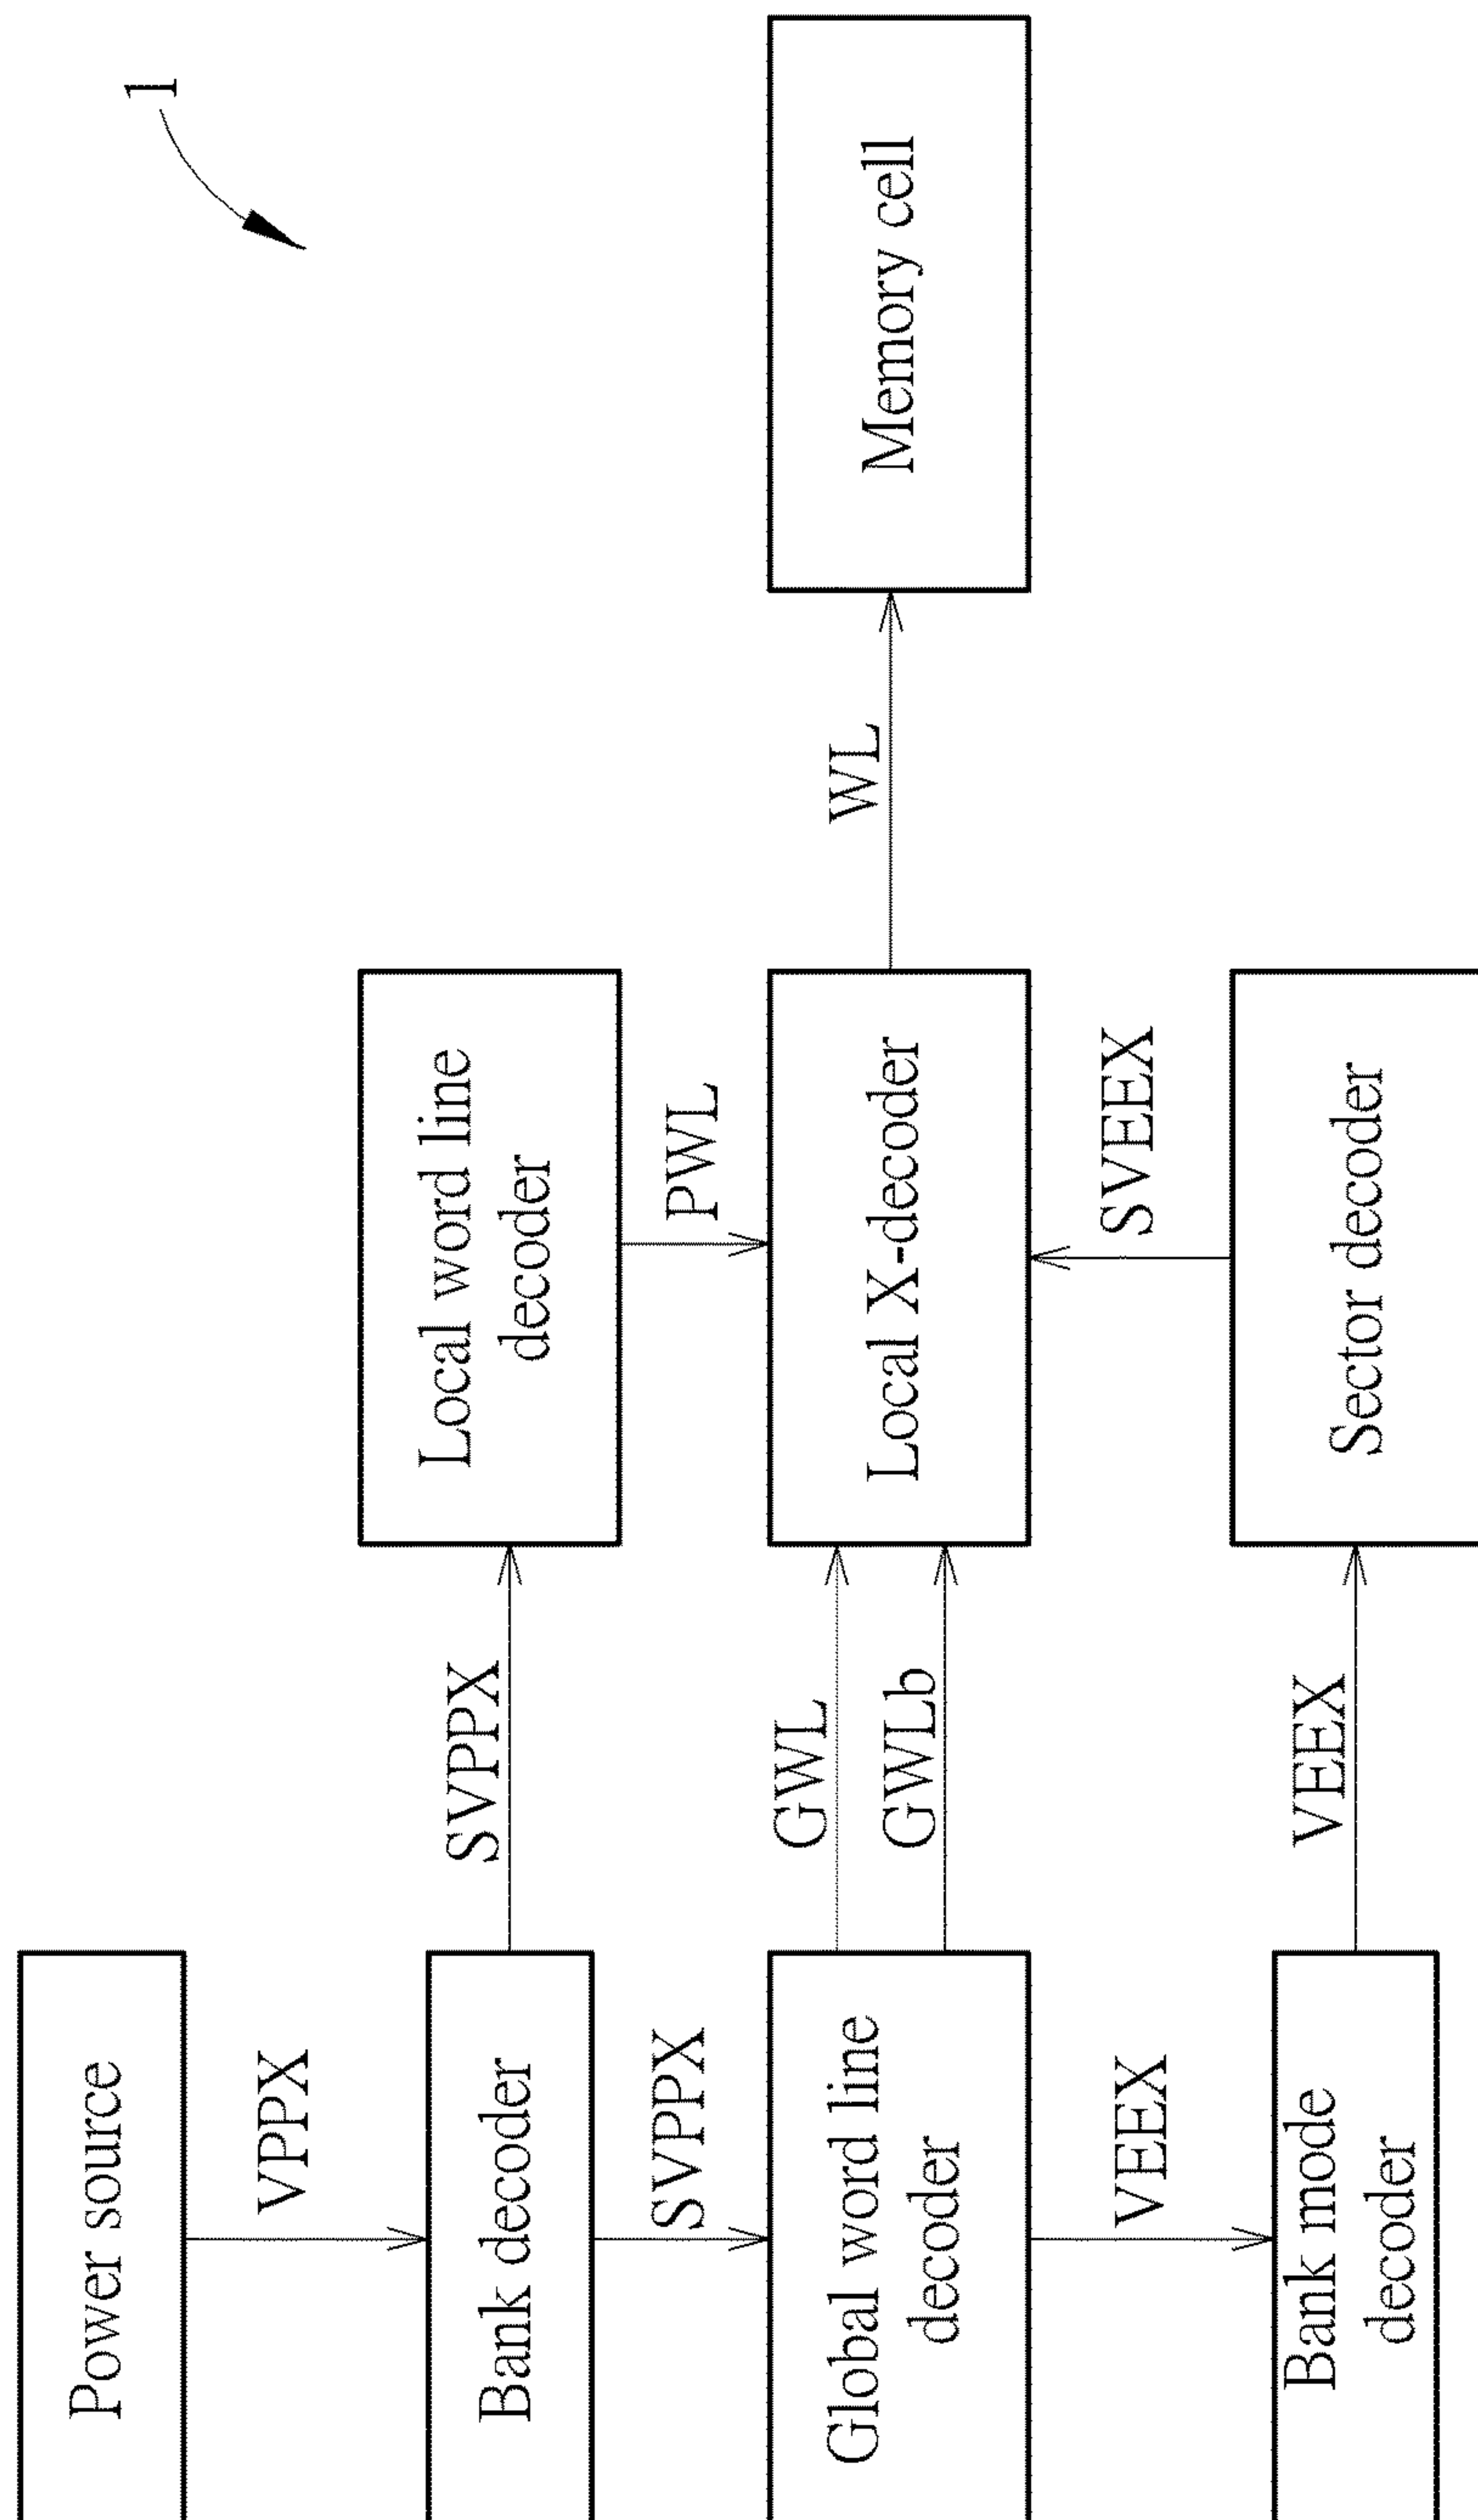 1
Power source
VPPX
Bank decoder
SVPPX
Local word line
decoder
SVPPX
PWL
Global word line
decoder
GWL
GWLb
Local X-decoder
WL
Memory cell
VEEX
SVEEX
Bank mode
decoder
VEEX
Sector decoder